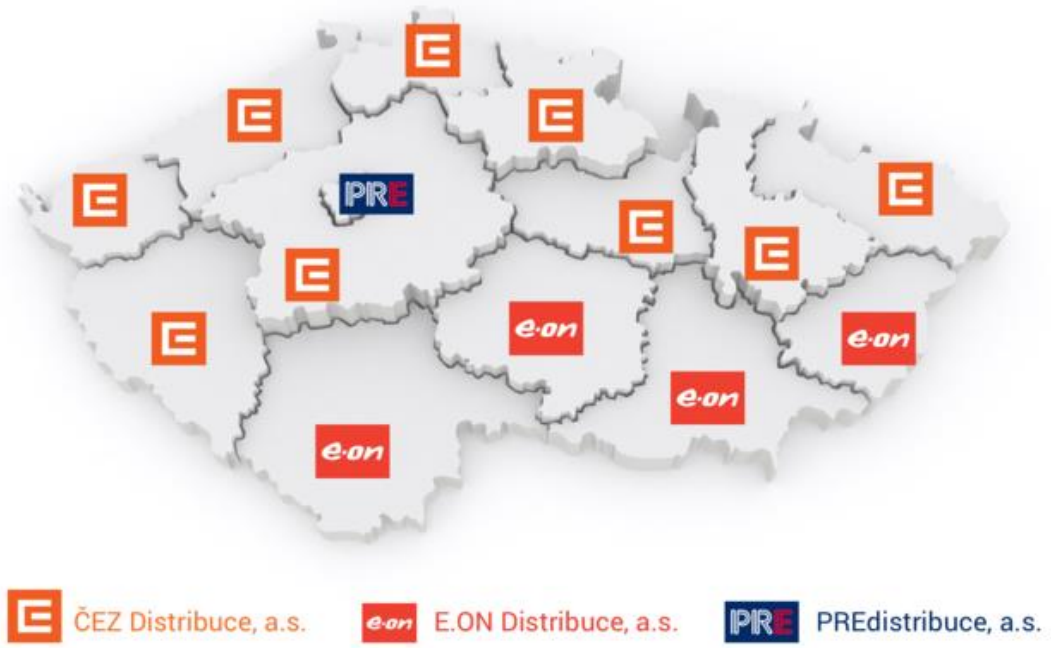 e·on
PRE
e·on
e·on
e·on
ČEZ Distribuce, a.s.
e·on
E.ON Distribuce, a.s.
PRE
PREdistribuce, a.s.